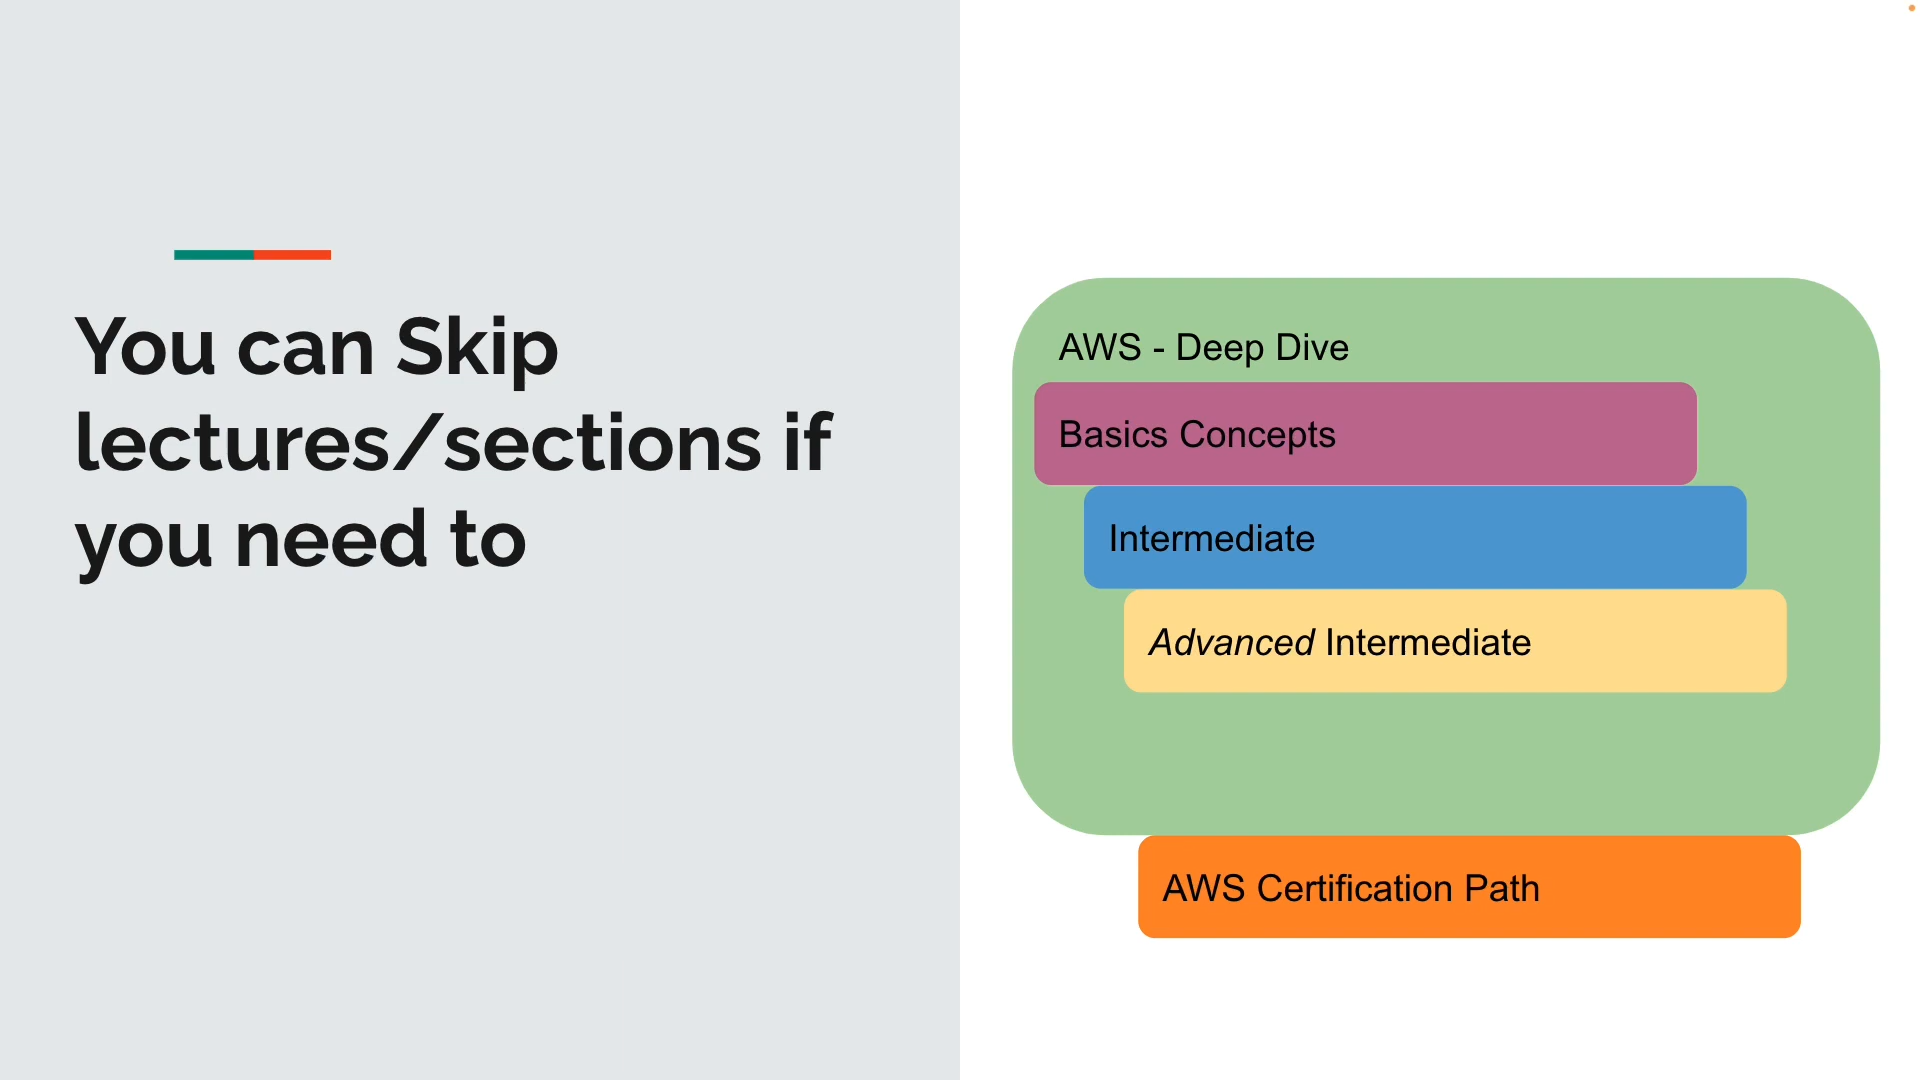 You can Skip
lectures/sections if
you need to
AWS - Deep Dive
Basics Concepts
Intermediate
Advanced Intermediate
AWS Certification Path